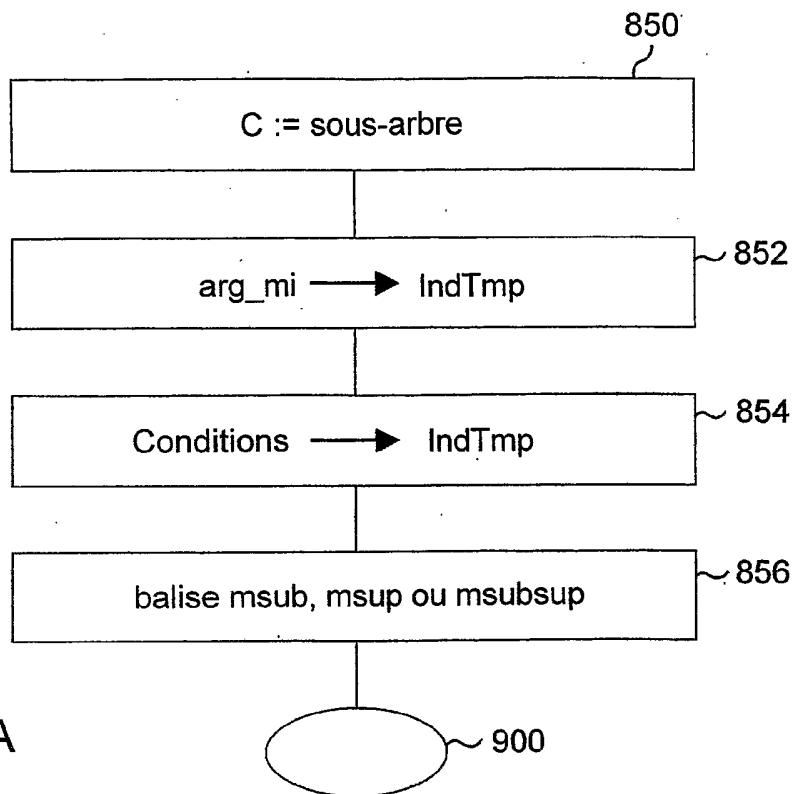 850
C := sous-arbre
arg_mi → IndTmp
852
Conditions → IndTmp
854
balise msub, msup ou msubsup
856
A
900